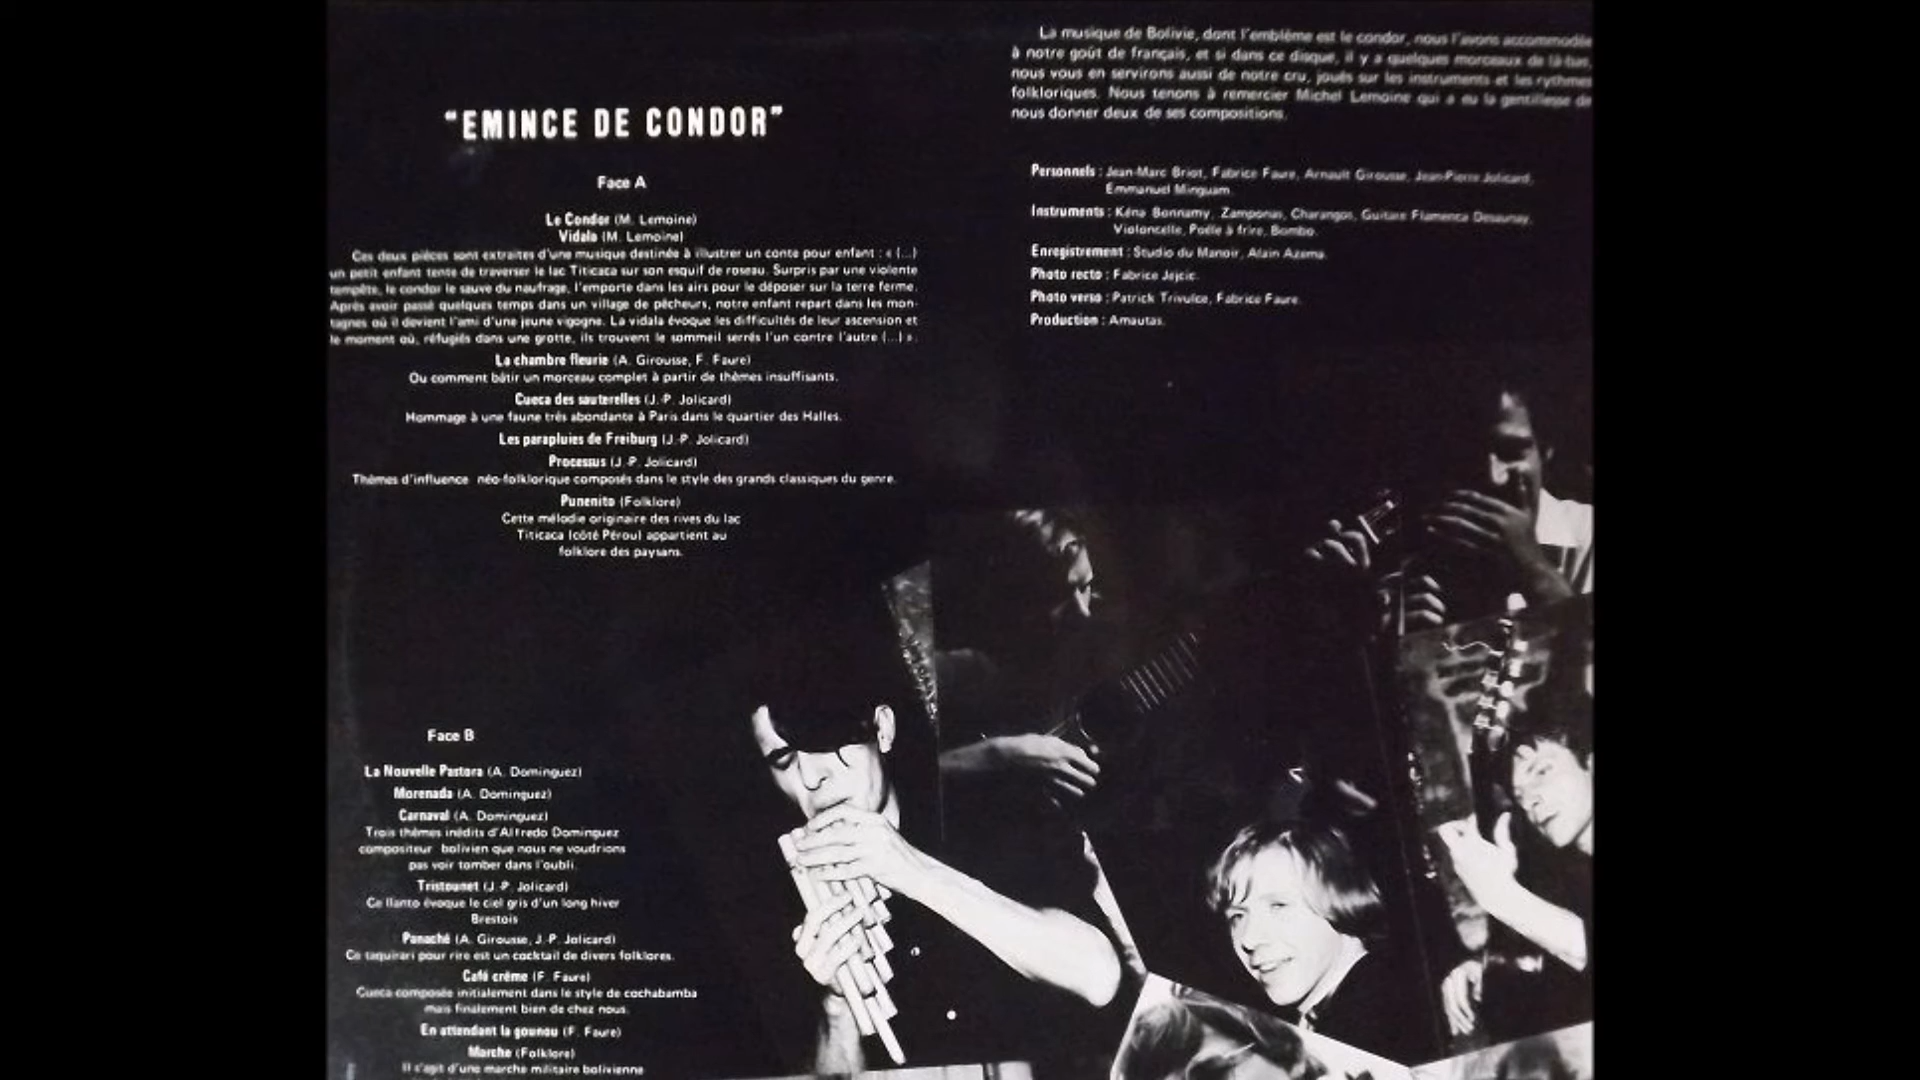 "EMINCE DE CONDOR"
Face A
Le Condor (M. Lemoine)
Vidala (M. Lemoine)
Ces deux pièces sont extraites d'une musique destinée à illustrer un conte pour enfant : « (...)
un petit enfant tente de traverser le lac Titicaca sur son esquif de roseau. Surpris par une violente
tempête, le condor le sauve du naufrage, l'emporte dans les airs pour le déposer sur la terre ferme.
Après avoir passé quelques temps dans un village de pêcheurs, notre enfant repart dans les mon-
tagnes où il devient l'ami d'une jeune vigogne. La vidala évoque les difficultés de leur ascension et
le moment où, réfugiés dans une grotte, ils trouvent le sommeil serrés l'un contre l'autre (...) ».
La chambre fleurie (A. Girousse, F. Faure)
Ou comment bâtir un morceau complet à partir de thèmes insuffisants.
Cueca des sauterelles (J.-P. Jolicard)
Hommage à une faune très abondante à Paris dans le quartier des Halles.
Les parapluies de Freiburg (J.-P. Jolicard)
Processus (J.-P. Jolicard)
Thèmes d'influence néo-folklorique composés dans le style des grands classiques du genre.
Punenito (Folklore)
Cette mélodie originaire des rives du lac
Titicaca (côté Pérou) appartient au
folklore des paysans.
Face B
La Nouvelle Pastora (A. Dominguez)
Morenada (A. Dominguez)
Carnaval (A. Dominguez)
Trois thèmes inédits d'Alfredo Dominguez
compositeur bolivien que nous ne voudrions
pas voir tomber dans l'oubli.
Tristounet (J.-P. Jolicard)
Ce llanto évoque le ciel gris d'un long hiver
Brestois
Panaché (A. Girousse, J.-P. Jolicard)
Ce taquirari pour rire est un cocktail de divers folklores.
Café crème (F. Faure)
Cueca composée initialement dans le style de cochabamba
mais finalement bien de chez nous.
En attendant la gounou (F. Faure)
Marche (Folklore)
Il s'agit d'une marche militaire bolivienne
La musique de Bolivie, dont l'emblème est le condor, nous l'avons accommodée
à notre goût de français, et si dans ce disque, il y a quelques morceaux de là-bas,
nous vous en servirons aussi de notre cru, joués sur les instruments et les rythmes
folkloriques. Nous tenons à remercier Michel Lemoine qui a eu la gentillesse de
nous donner deux de ses compositions.
Personnels : Jean-Marc Briot, Fabrice Faure, Arnault Girousse, Jean-Pierre Jolicard,
Emmanuel Minguam.
Instruments : Kéna Bonnamy, Zamponas, Charangos, Guitare Flamenca Desaunay,
Violoncelle, Poêle à frire, Bombo.
Enregistrement : Studio du Manoir, Alain Azema.
Photo recto : Fabrice Jejcic.
Photo verso : Patrick Trivulce, Fabrice Faure.
Production : Amautas.